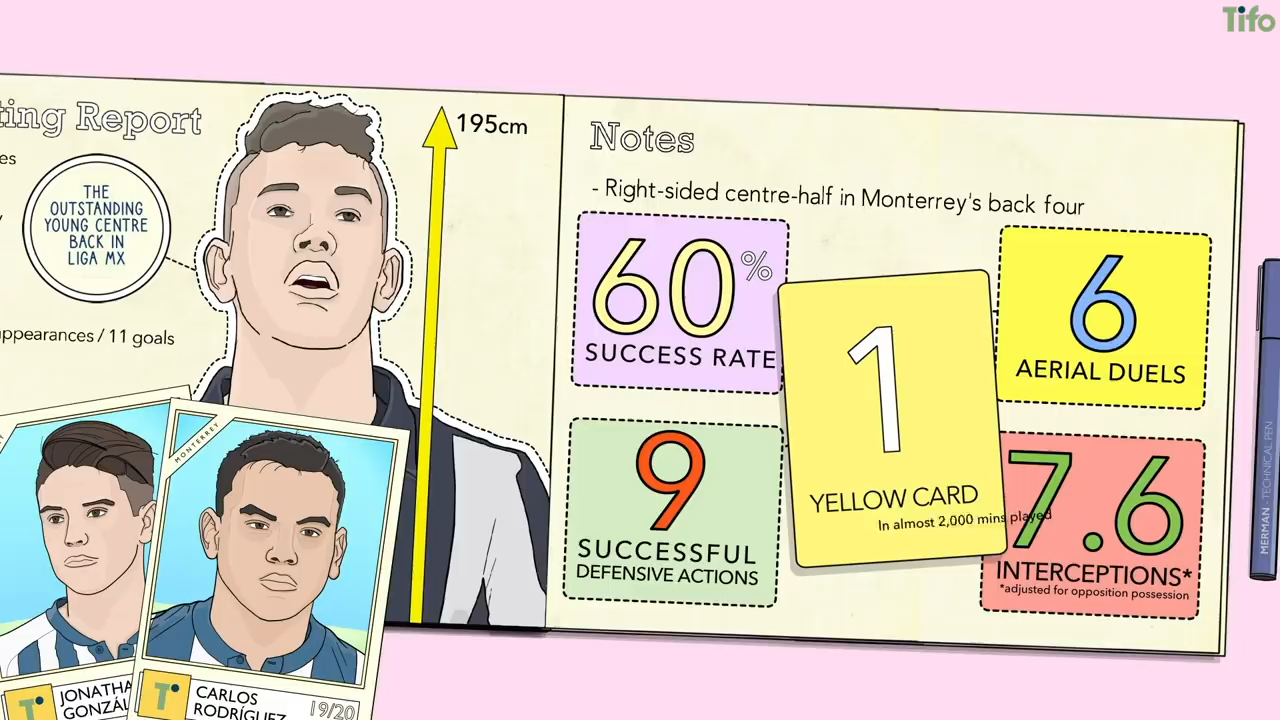 Tifo
ting Report
es
THE
OUTSTANDING
YOUNG CENTRE
BACK IN
LIGA MX
appearances / 11 goals
195cm
Notes
- Right-sided centre-half in Monterrey's back four
60%
SUCCESS RATE
1
YELLOW CARD
In almost 2,000 mins played
6
AERIAL DUELS
9
SUCCESSFUL
DEFENSIVE ACTIONS
7.6
INTERCEPTIONS*
*adjusted for opposition possession
MERMAN - TECHNICAL PEN
MONTERREY
T
JONATHA
GONZÁL
T
CARLOS
RODRÍGUEZ
19/20